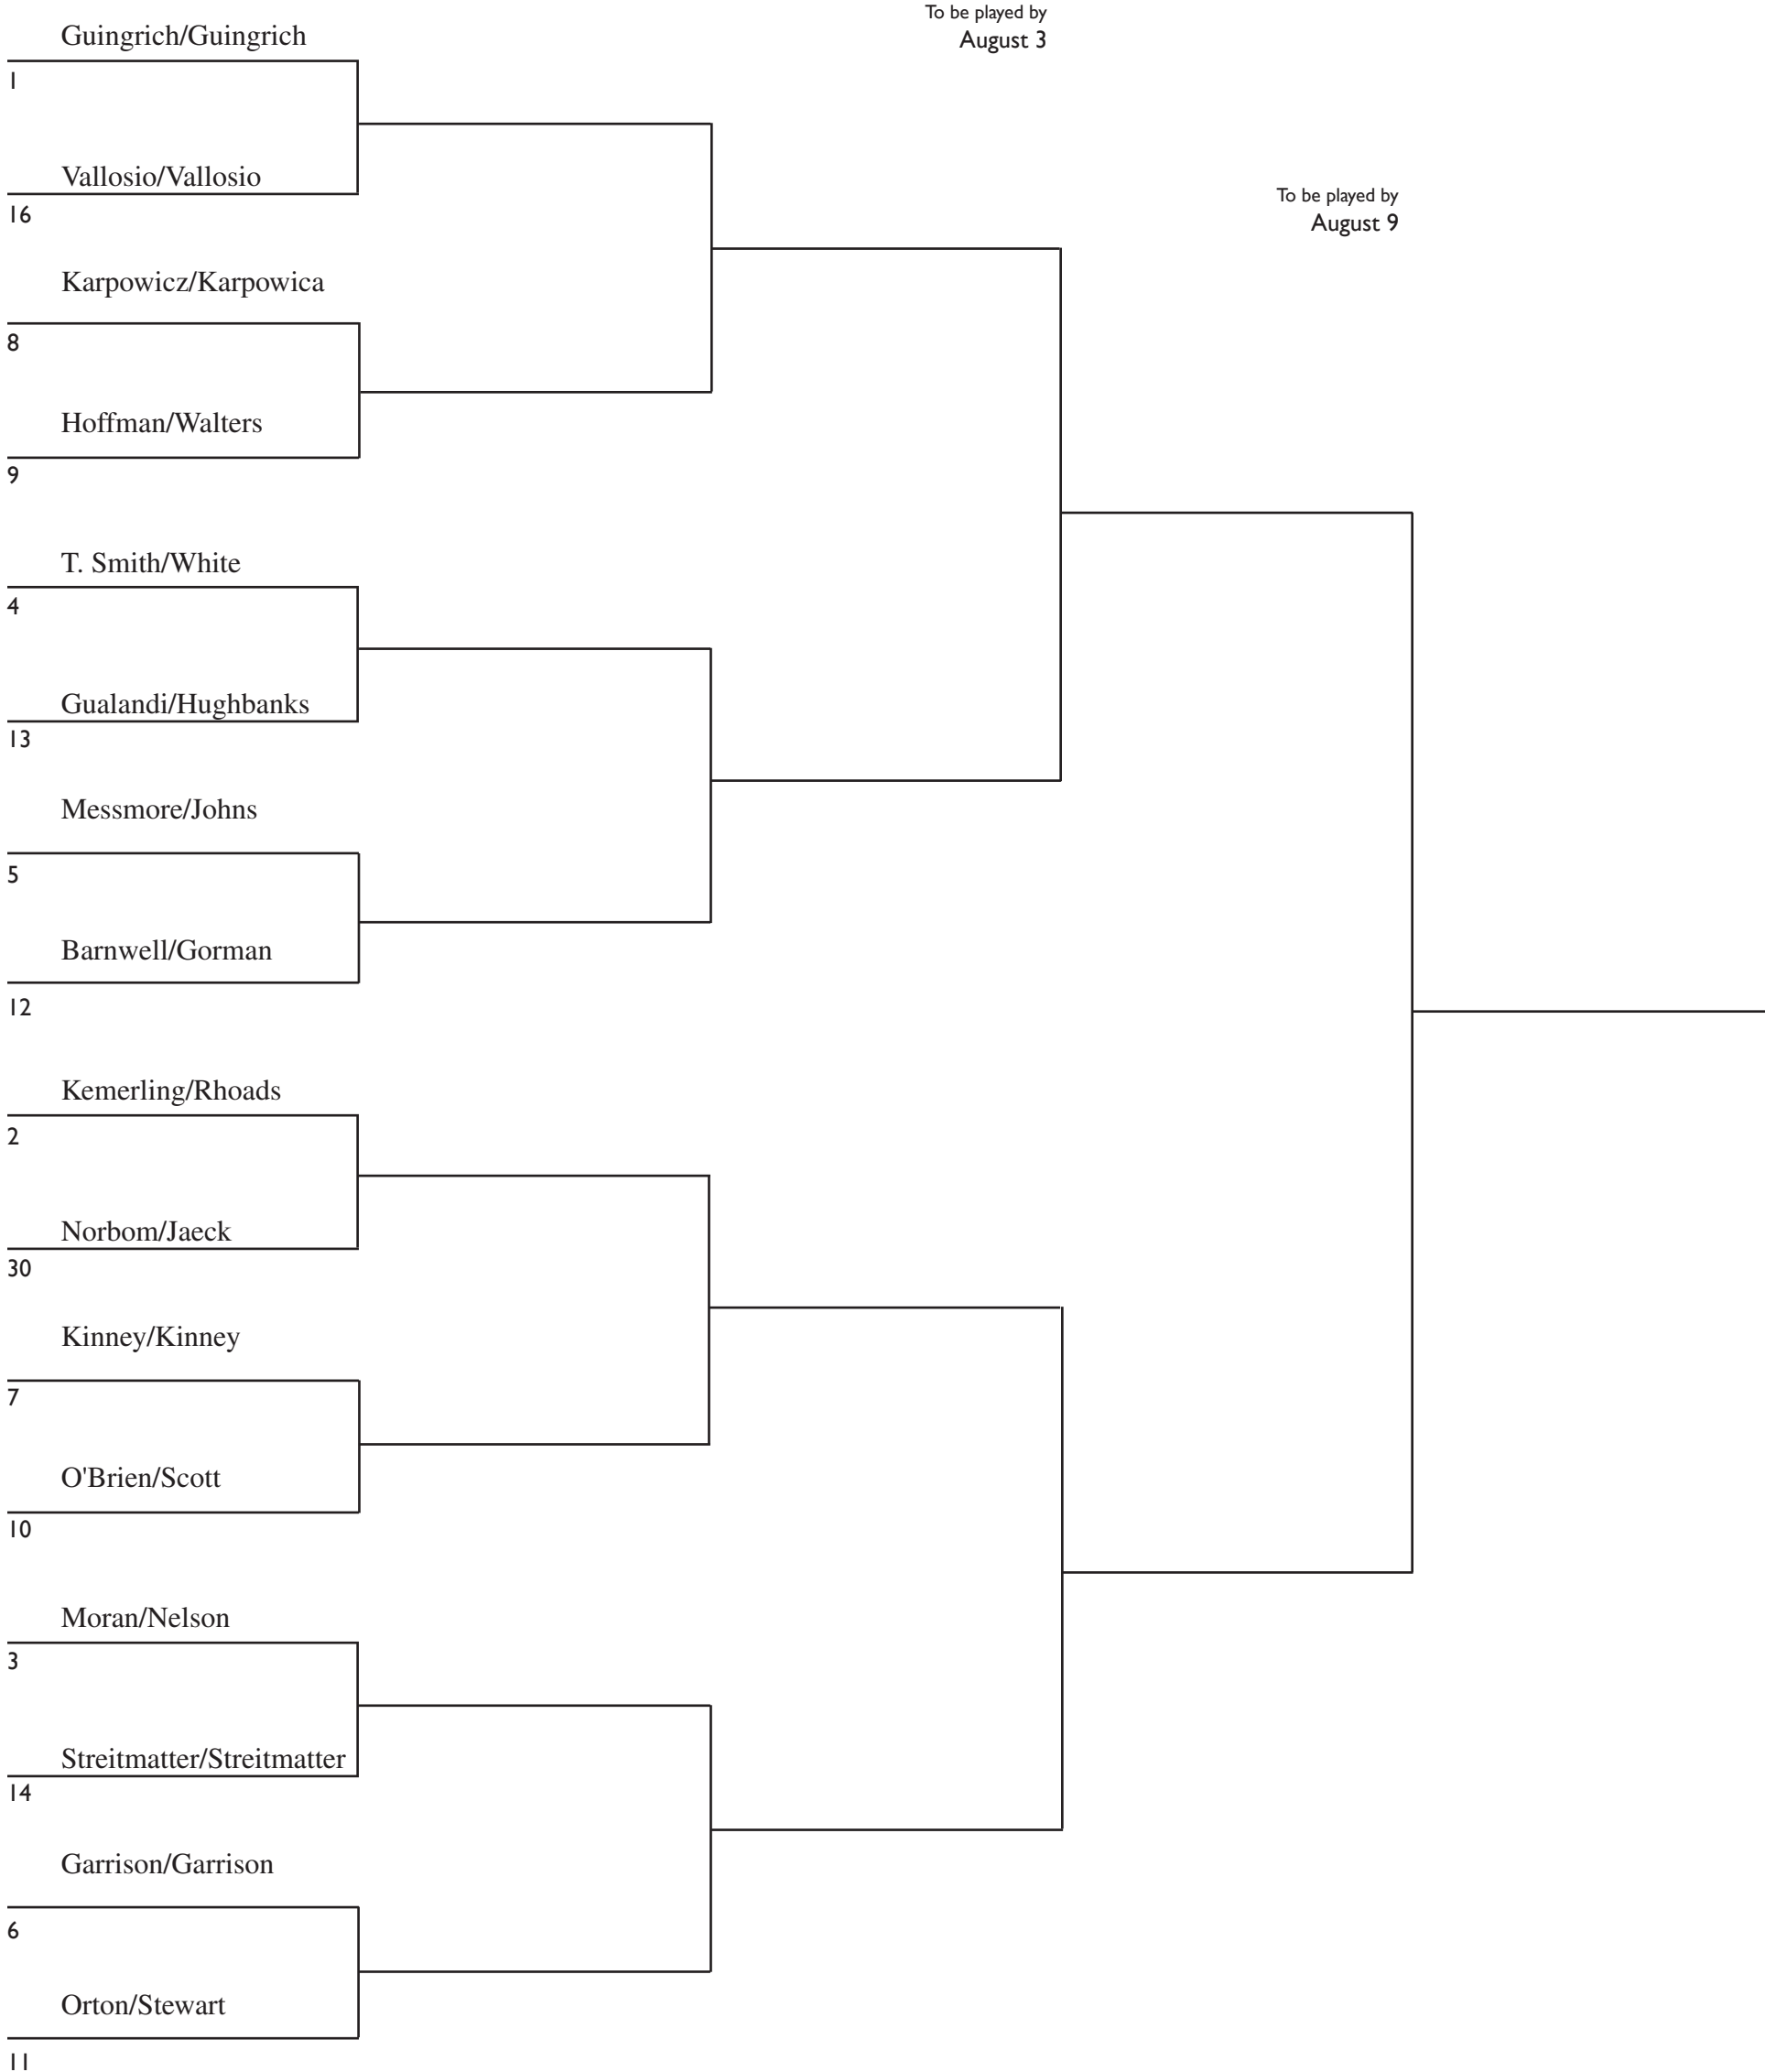 To be played by
August 3
Guingrich/Guingrich
1
Vallosio/Vallosio
16
To be played by
August 9
Karpowicz/Karpowica
8
Hoffman/Walters
9
T. Smith/White
4
Gualandi/Hughbanks
13
Messmore/Johns
5
Barnwell/Gorman
12
Kemerling/Rhoads
2
Norbom/Jaeck
30
Kinney/Kinney
7
O'Brien/Scott
10
Moran/Nelson
3
Streitmatter/Streitmatter
14
Garrison/Garrison
6
Orton/Stewart
11